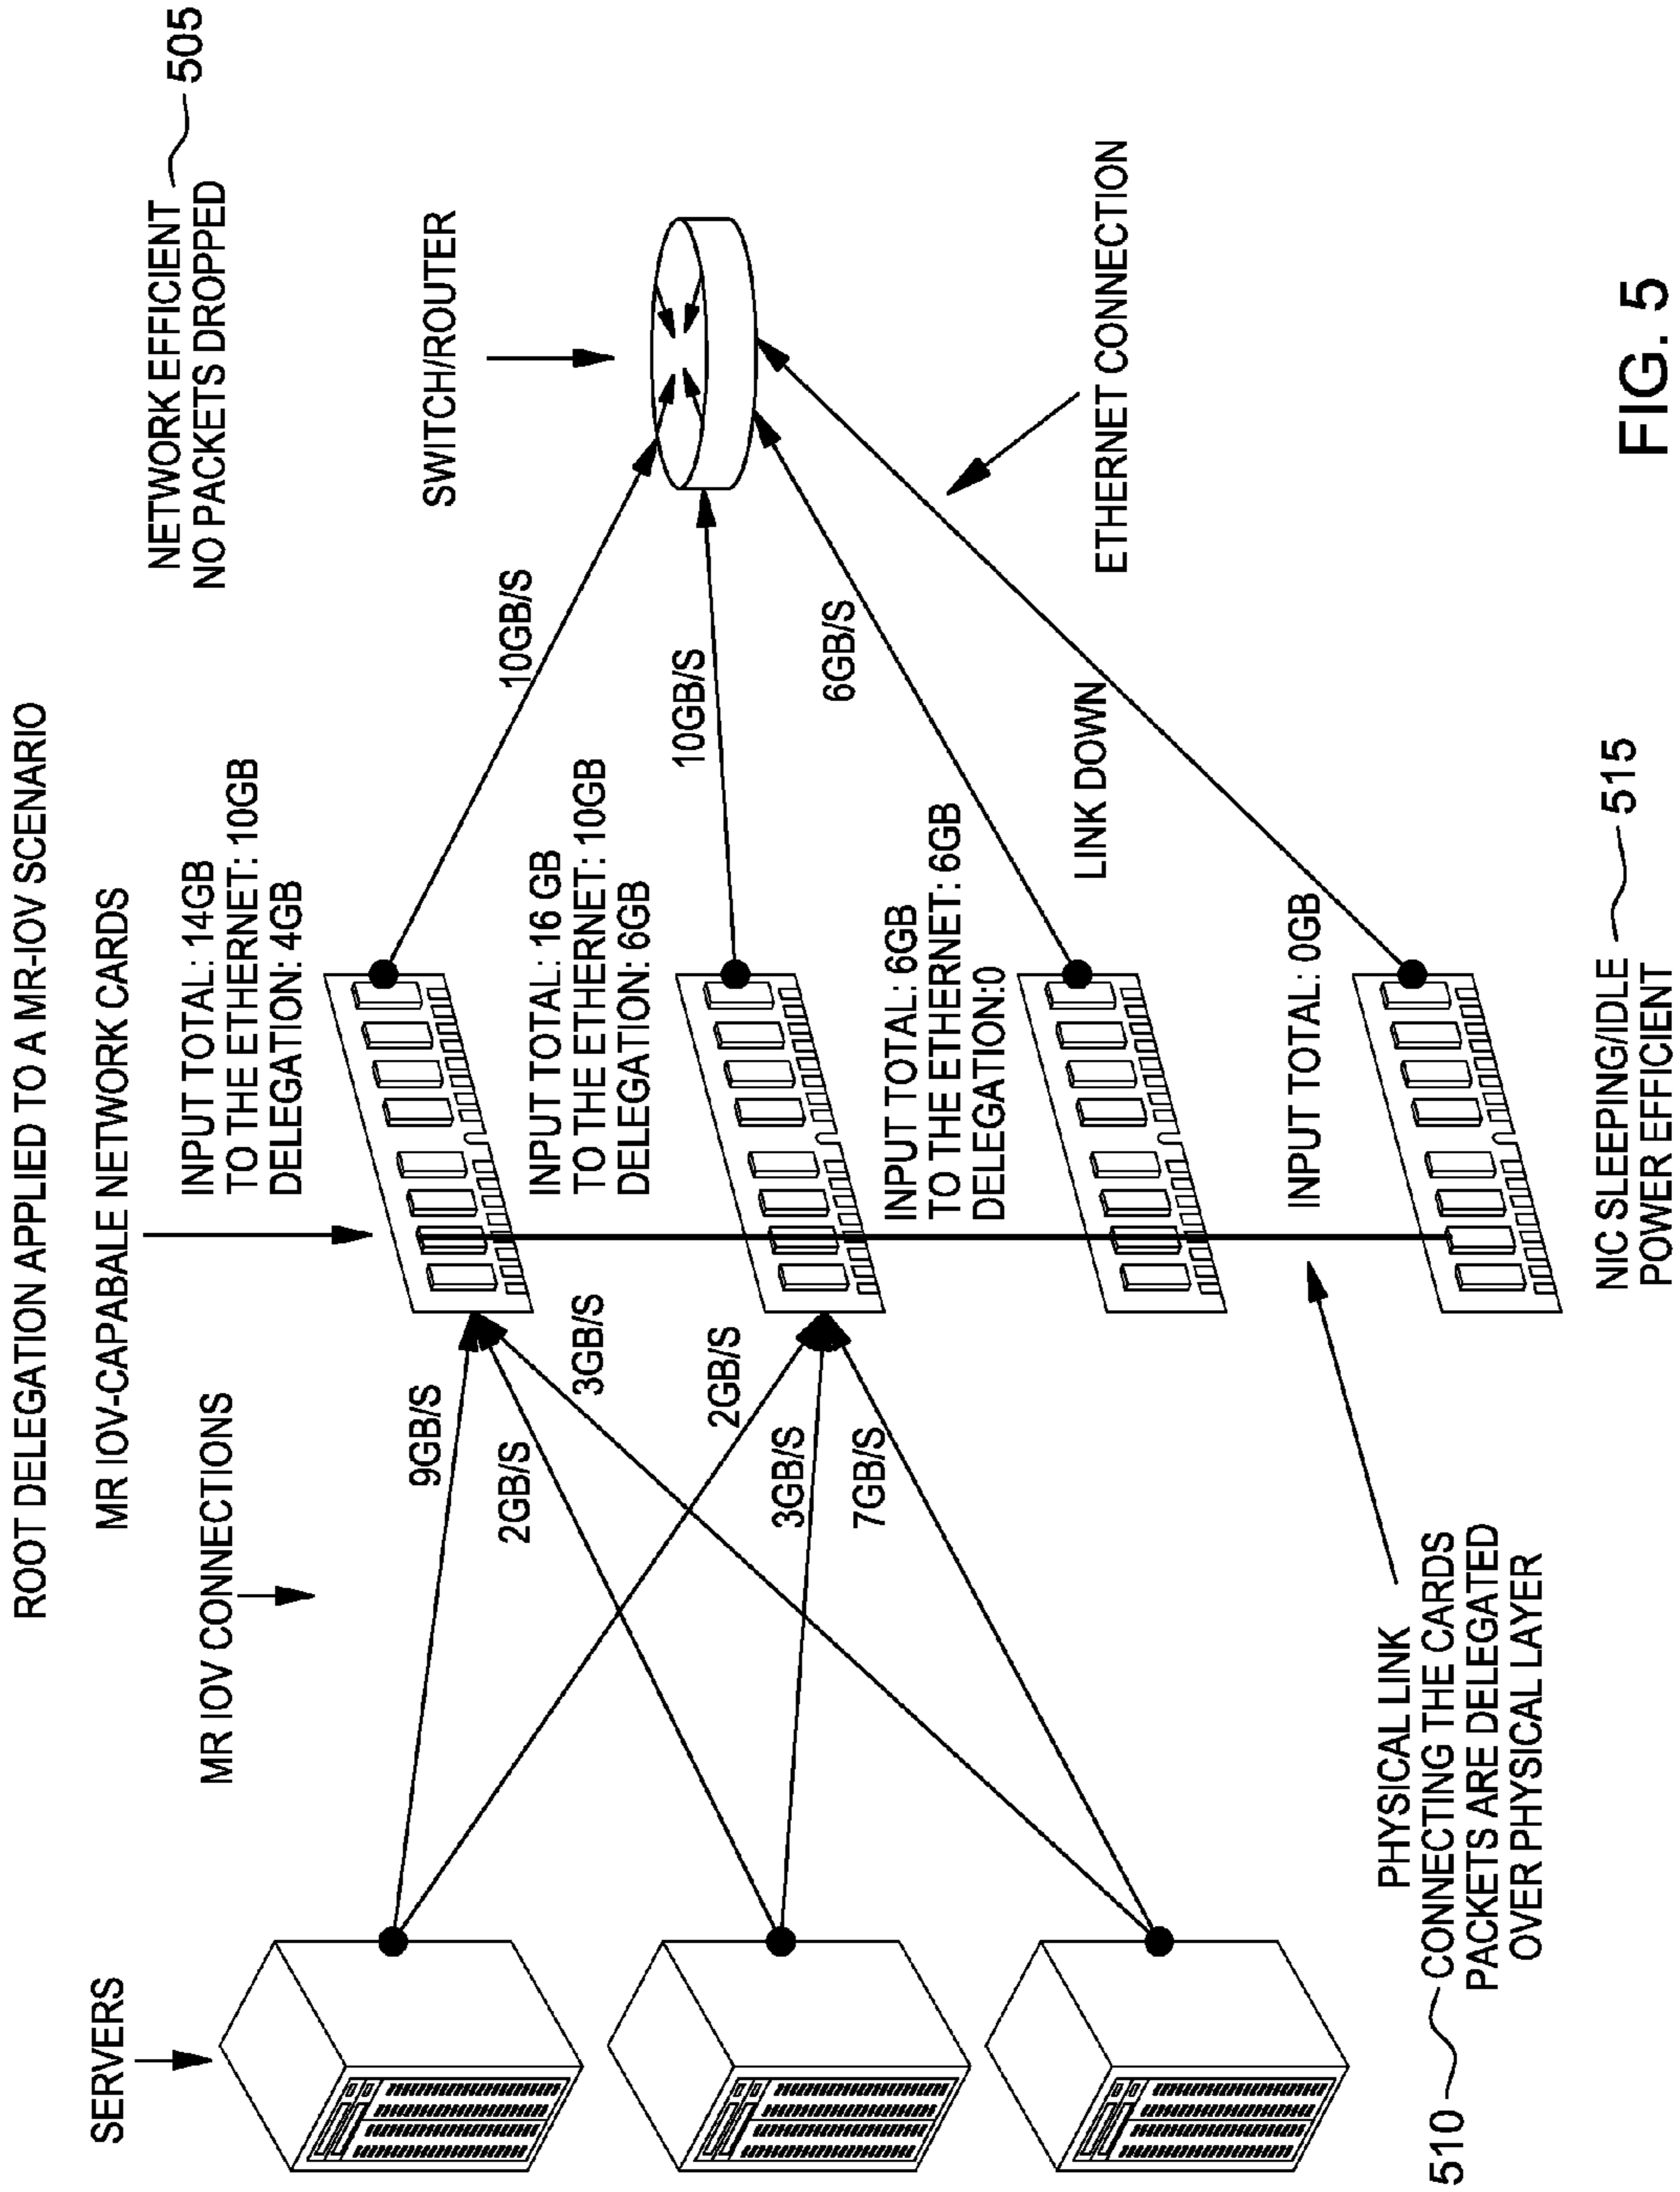 ROOT DELEGATION APPLIED TO A MR-IOV SCENARIO
SERVERS
MR IOV CONNECTIONS
MR IOV-CAPABALE NETWORK CARDS
NETWORK EFFICIENT
NO PACKETS DROPPED
505
SWITCH/ROUTER
INPUT TOTAL: 14GB
TO THE ETHERNET: 10GB
DELEGATION: 4GB
9GB/S
2GB/S
3GB/S
10GB/S
INPUT TOTAL: 16 GB
TO THE ETHERNET: 10GB
DELEGATION: 6GB
2GB/S
3GB/S
7GB/S
10GB/S
INPUT TOTAL: 6GB
TO THE ETHERNET: 6GB
DELEGATION:0
6GB/S
LINK DOWN
ETHERNET CONNECTION
INPUT TOTAL: 0GB
510
PHYSICAL LINK
CONNECTING THE CARDS
PACKETS ARE DELEGATED
OVER PHYSICAL LAYER
NIC SLEEPING/IDLE
POWER EFFICIENT
515
FIG. 5